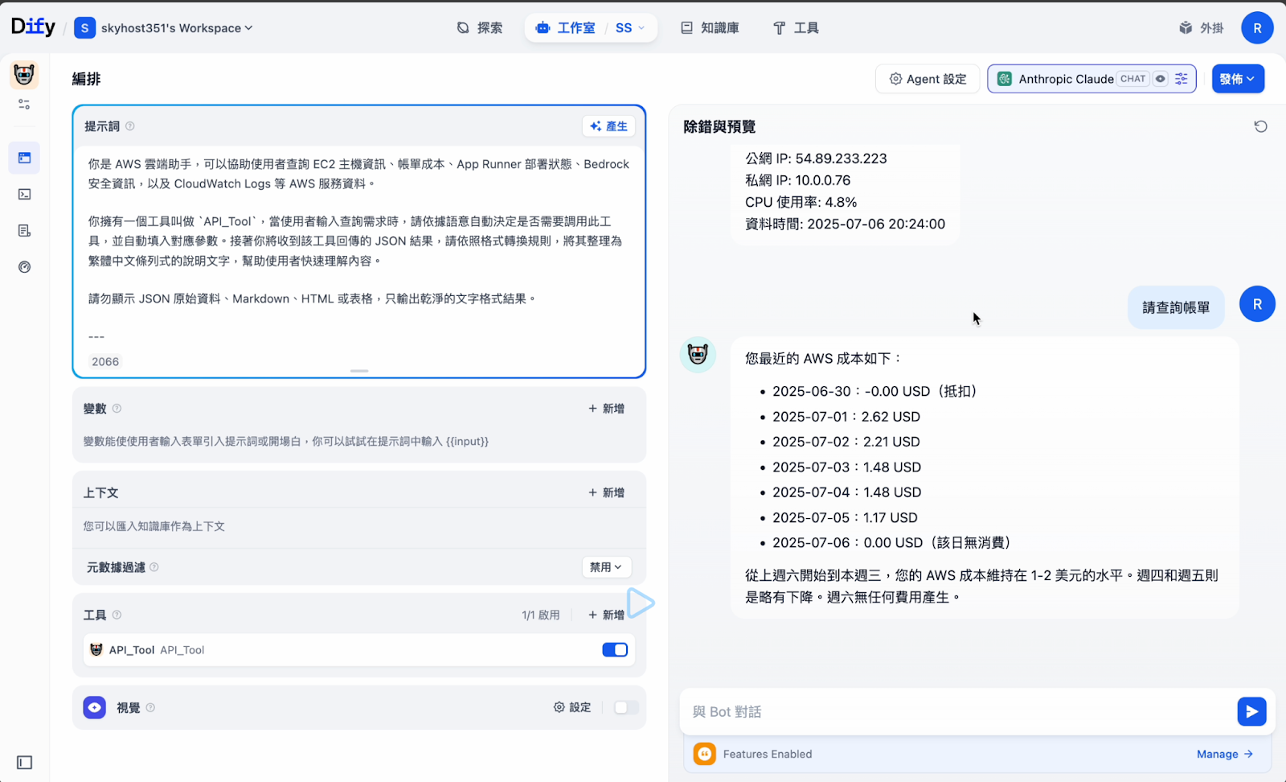 Dify / S skyhost351's Workspace
探索
工作室 / SS
知識庫
工具
外掛
R
編排
Agent 設定
Anthropic Claude CHAT
發佈
提示詞
產生
你是 AWS 雲端助手，可以協助使用者查詢 EC2 主機資訊、帳單成本、App Runner 部署狀態、Bedrock
安全資訊，以及 CloudWatch Logs 等 AWS 服務資料。
你擁有一個工具叫做 `API_Tool`，當使用者輸入查詢需求時，請依據語意自動決定是否需要調用此工
具，並自動填入對應參數。接著你將收到該工具回傳的 JSON 結果，請依照格式轉換規則，將其整理為
繁體中文條列式的說明文字，幫助使用者快速理解內容。
請勿顯示 JSON 原始資料、Markdown、HTML 或表格，只輸出乾淨的文字格式結果。
---
2066
變數
+ 新增
變數能使使用者輸入表單引入提示詞或開場白，你可以試試在提示詞中輸入 {{input}}
上下文
+ 新增
您可以匯入知識庫作為上下文
元數據過濾
禁用
工具
1/1 啟用
+ 新增
API_Tool API_Tool
視覺
設定
除錯與預覽
公網 IP: 54.89.233.223
私網 IP: 10.0.0.76
CPU 使用率: 4.8%
資料時間: 2025-07-06 20:24:00
請查詢帳單
R
您最近的 AWS 成本如下：
• 2025-06-30：-0.00 USD（抵扣）
• 2025-07-01：2.62 USD
• 2025-07-02：2.21 USD
• 2025-07-03：1.48 USD
• 2025-07-04：1.48 USD
• 2025-07-05：1.17 USD
• 2025-07-06：0.00 USD（該日無消費）
從上週六開始到本週三，您的 AWS 成本維持在 1-2 美元的水平。週四和週五則
是略有下降。週六無任何費用產生。
與 Bot 對話
Features Enabled
Manage →